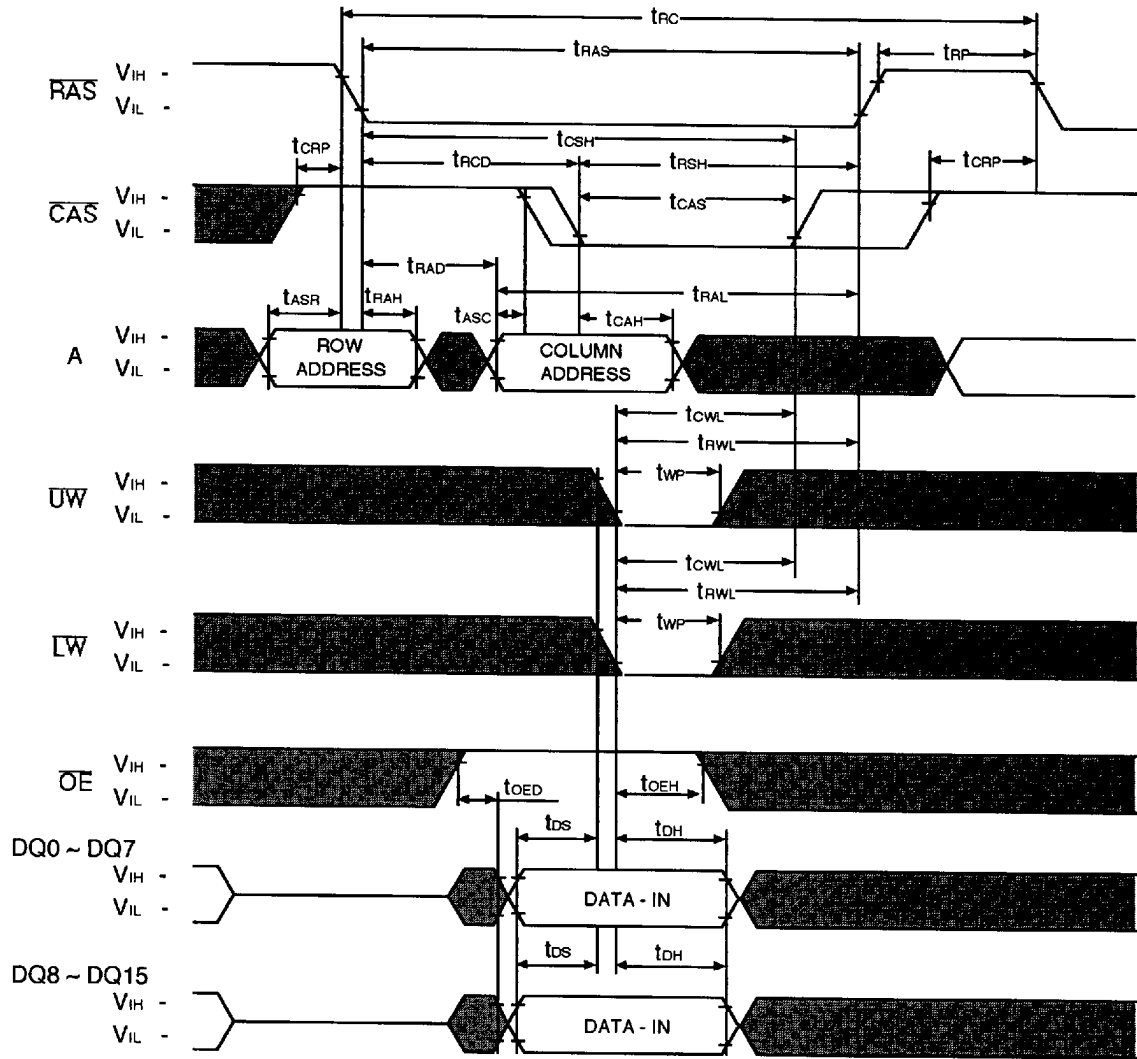 tRC
tRAS
tRP
RAS
VIH -
VIL -
tCSH
tCRP
tRCD
tRSH
tCRP
CAS
VIH -
VIL -
tCAS
tRAD
tRAL
tASR
tRAH
tASC
tCAH
A
VIH -
VIL -
ROW
ADDRESS
COLUMN
ADDRESS
tCWL
tRWL
UW
VIH -
VIL -
tWP
tCWL
tRWL
LW
VIH -
VIL -
tWP
OE
VIH -
VIL -
tOED
tOEH
DQ0 ~ DQ7
tDS
tDH
VIH -
VIL -
DATA - IN
DQ8 ~ DQ15
tDS
tDH
VIH -
VIL -
DATA - IN